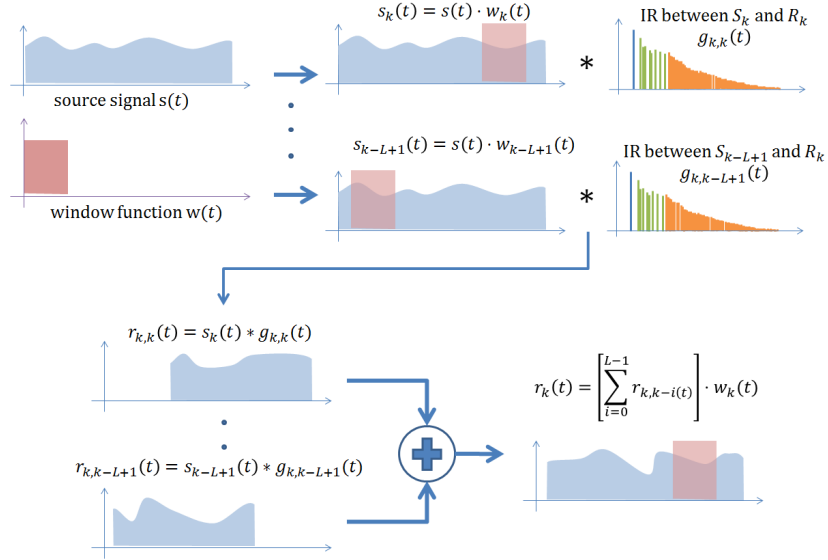 source signal s(t)
window function w(t)
s_k(t) = s(t) · w_k(t)
*
IR between S_k and R_k
g_{k,k}(t)
s_{k−L+1}(t) = s(t) · w_{k−L+1}(t)
*
IR between S_{k−L+1} and R_k
g_{k,k−L+1}(t)
r_{k,k}(t) = s_k(t) ∗ g_{k,k}(t)
r_{k,k−L+1}(t) = s_{k−L+1}(t) ∗ g_{k,k−L+1}(t)
r_k(t) = [∑_{i=0}^{L−1} r_{k,k−i(t)}] · w_k(t)